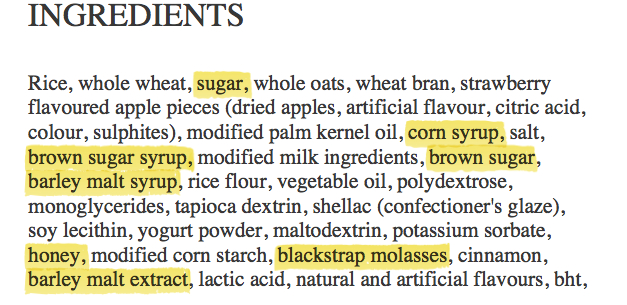 INGREDIENTS
Rice, whole wheat, sugar, whole oats, wheat bran, strawberry
flavoured apple pieces (dried apples, artificial flavour, citric acid,
colour, sulphites), modified palm kernel oil, corn syrup, salt,
brown sugar syrup, modified milk ingredients, brown sugar,
barley malt syrup, rice flour, vegetable oil, polydextrose,
monoglycerides, tapioca dextrin, shellac (confectioner's glaze),
soy lecithin, yogurt powder, maltodextrin, potassium sorbate,
honey, modified corn starch, blackstrap molasses, cinnamon,
barley malt extract, lactic acid, natural and artificial flavours, bht,